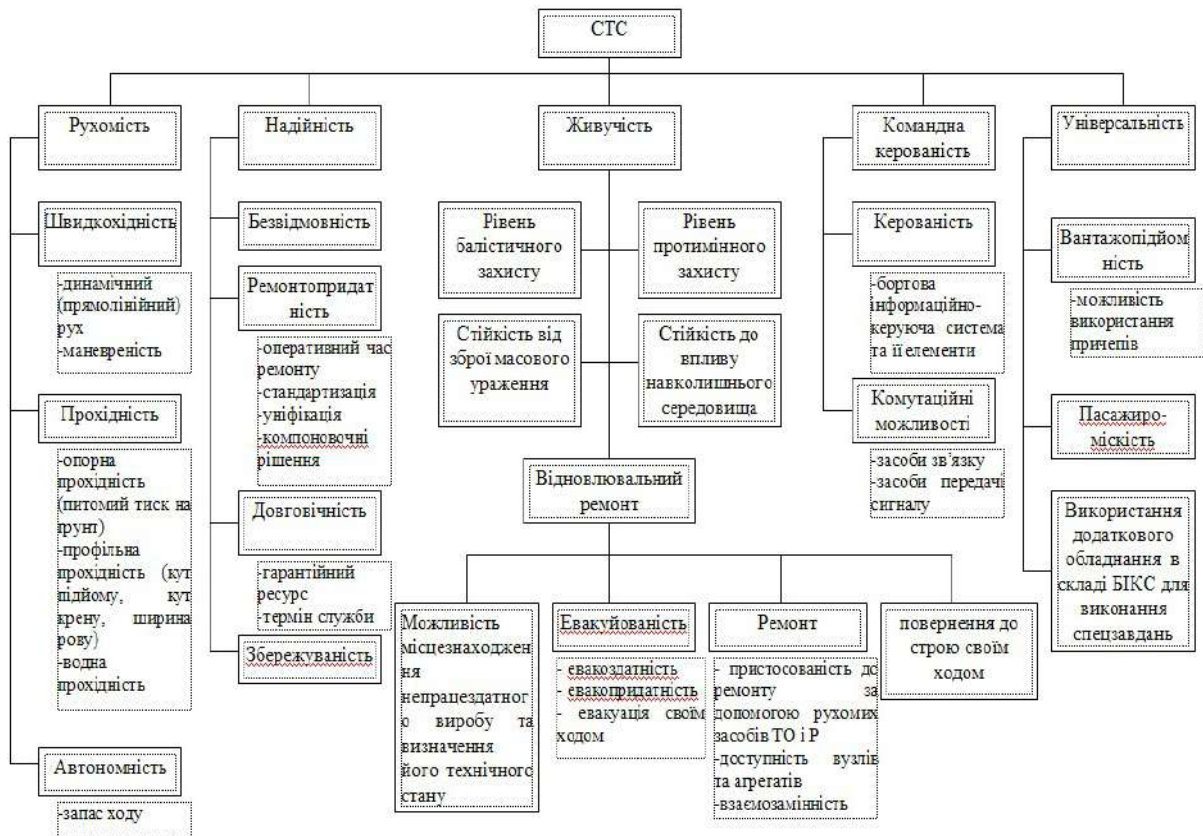 СТС
Рухомість
Надійність
Живучість
Командна
керованість
Універсальність
Швидкохідність
-динамічний
(прямолінійний)
рух
-маневреність
Прохідність
-опорна
прохідність
(питомий тиск на
ґрунт)
-профільна
прохідність (кут
підйому, кут
крену, ширина
рову)
-водна
прохідність
Автономність
-запас ходу
Безвідмовність
Ремонтопридат
ність
-оперативний час
ремонту
-стандартизація
-уніфікація
-компоновочні
рішення
Довговічність
-гарантійний
ресурс
-термін служби
Збережуваність
Рівень
балістичного
захисту
Рівень
протимінного
захисту
Стійкість від
зброї масового
ураження
Стійкість до
впливу
навколишнього
середовища
Відновлювальний
ремонт
Можливість
місцезнаходжен
ня
непрацездатног
о виробу та
визначення
його технічного
стану
Евакуйованість
- евакоздатність
- евакопридатність
- евакуація своїм
ходом
Ремонт
- пристосованість до
ремонту за
допомогою рухомих
засобів ТО і Р
-доступність вузлів
та агрегатів
-взаємозамінність
повернення до
строю своїм
ходом
Керованість
-бортова
інформаційно-
керуюча система
та її елементи
Комутаційні
можливості
-засоби зв'язку
-засоби передачі
сигналу
Вантажопідйом
ність
-можливість
використання
причепів
Пасажиро-
міскість
Використання
додаткового
обладнання в
складі БІКС для
виконання
спецзавдань